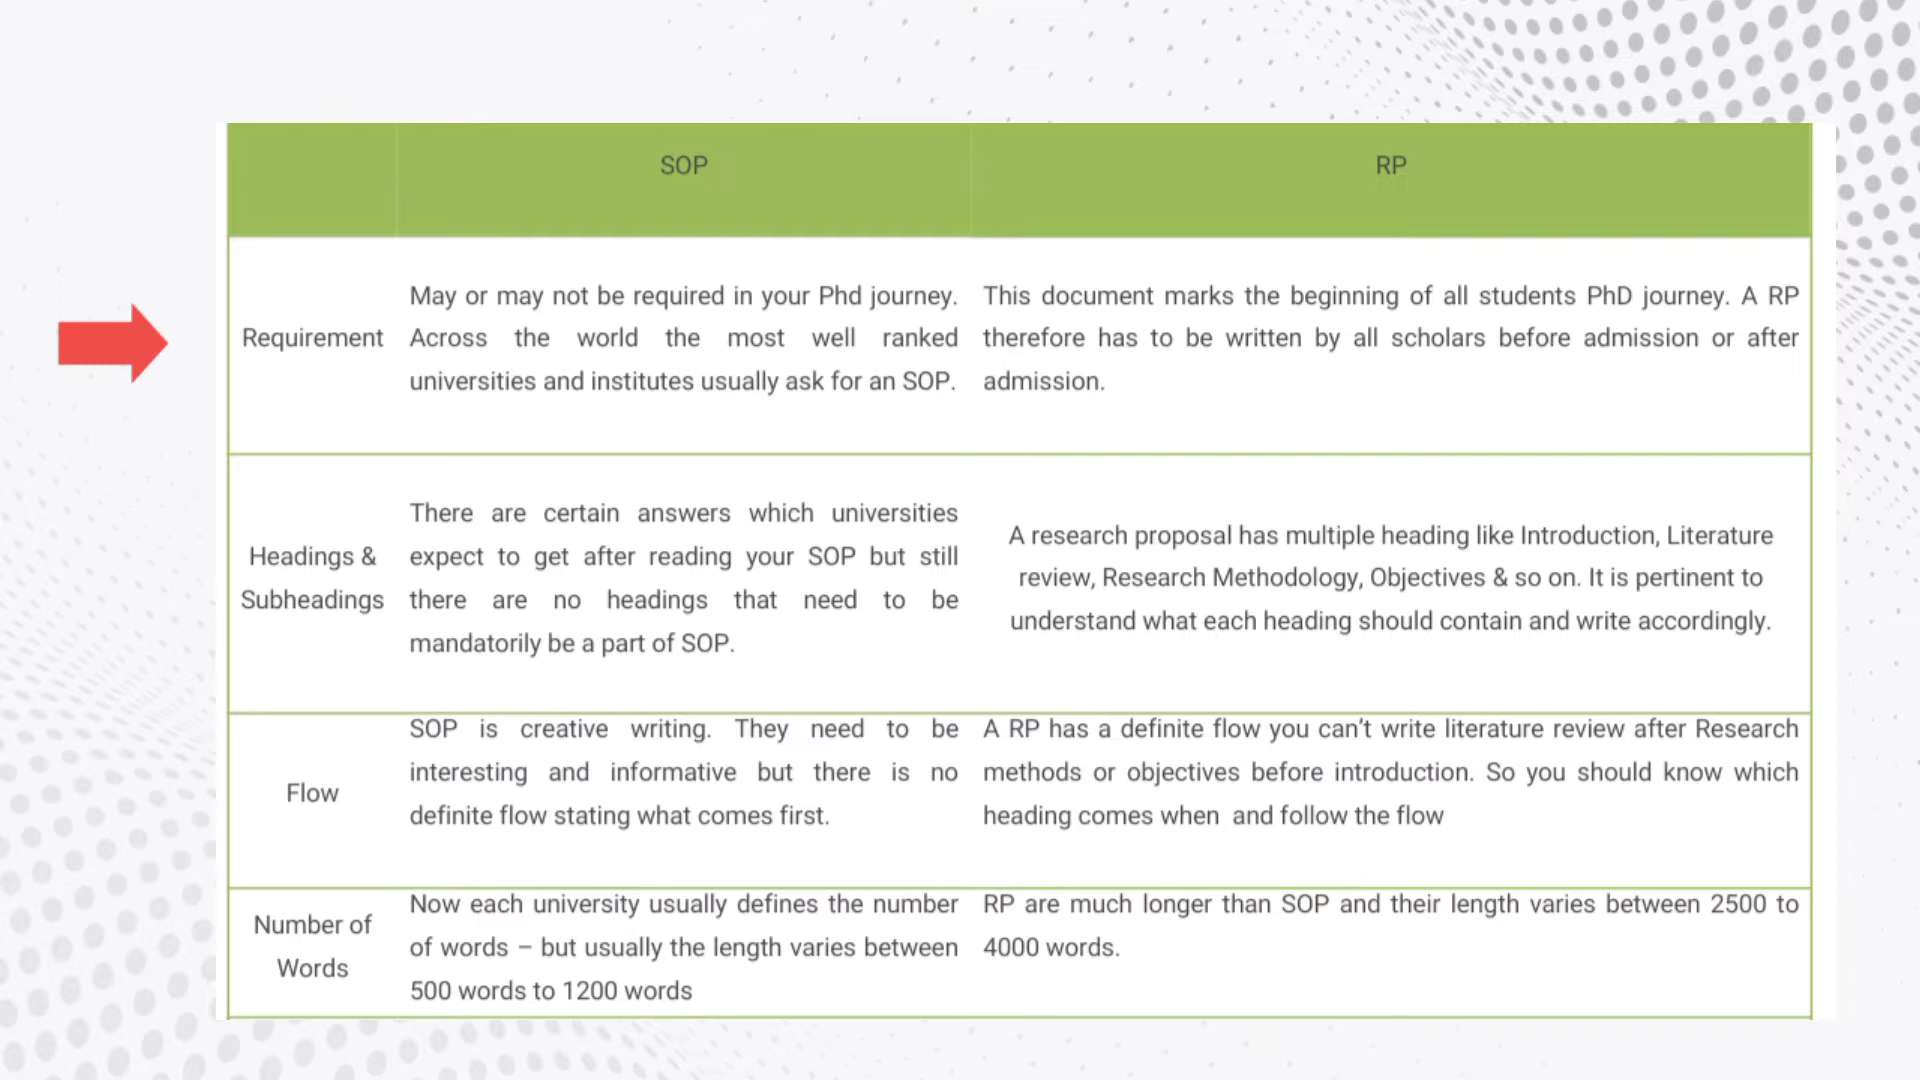 SOP
RP
Requirement
May or may not be required in your Phd journey.
Across the world the most well ranked
universities and institutes usually ask for an SOP.
This document marks the beginning of all students PhD journey. A RP
therefore has to be written by all scholars before admission or after
admission.
Headings &
Subheadings
There are certain answers which universities
expect to get after reading your SOP but still
there are no headings that need to be
mandatorily be a part of SOP.
A research proposal has multiple heading like Introduction, Literature
review, Research Methodology, Objectives & so on. It is pertinent to
understand what each heading should contain and write accordingly.
Flow
SOP is creative writing. They need to be
interesting and informative but there is no
definite flow stating what comes first.
A RP has a definite flow you can’t write literature review after Research
methods or objectives before introduction. So you should know which
heading comes when and follow the flow
Number of
Words
Now each university usually defines the number
of words – but usually the length varies between
500 words to 1200 words
RP are much longer than SOP and their length varies between 2500 to
4000 words.